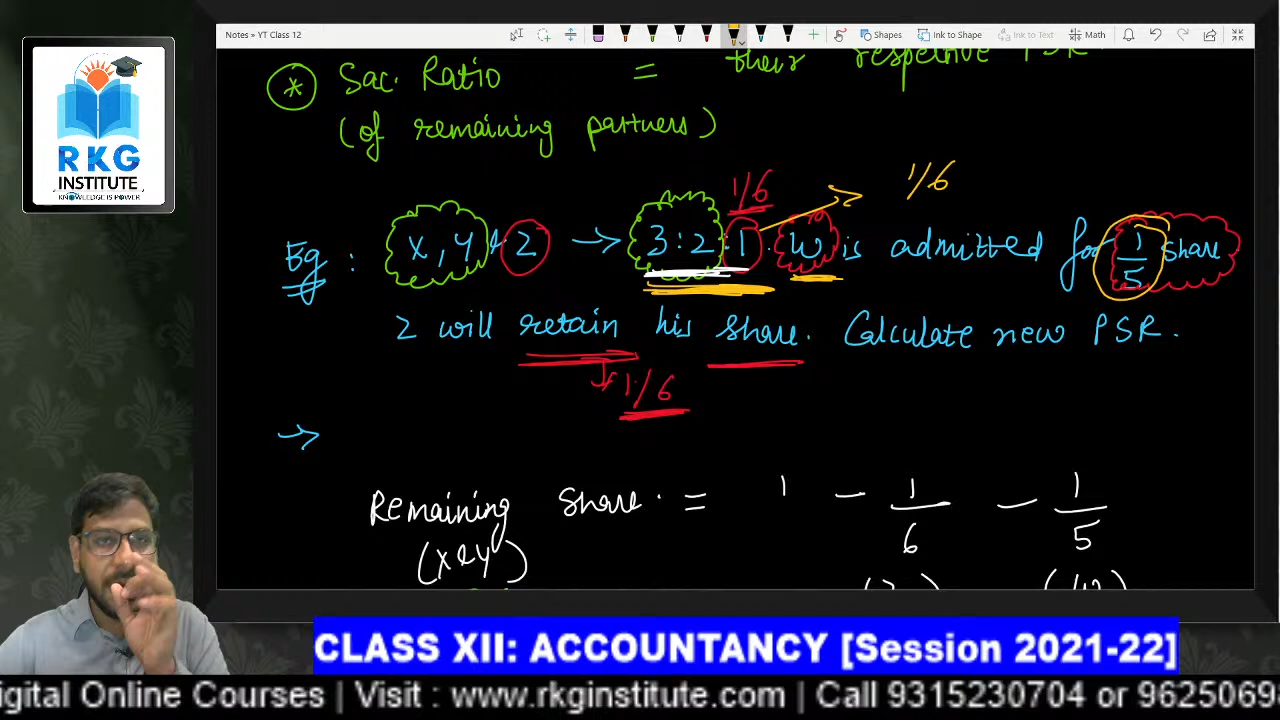 Notes » YT Class 12
Shapes Ink to Shape Ink to Text Math
their respective PSR
* Sac. Ratio =
(of remaining partners)
RKG
INSTITUTE
KNOWLEDGE IS POWER
1/6 1/6
Eg : X, Y & Z → 3:2:1. W is admitted for 1/5 share
Z will retain his share. Calculate new PSR.
1/6
→
Remaining share. = 1 − 1/6 − 1/5
(X & Y)
(Z) (W)
CLASS XII: ACCOUNTANCY [Session 2021-22]
igital Online Courses | Visit : www.rkginstitute.com | Call 9315230704 or 9625069